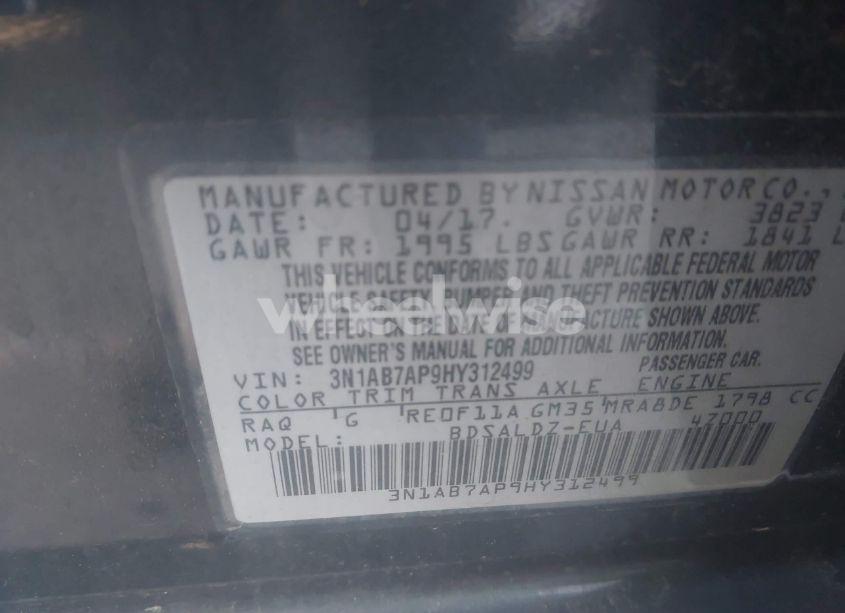 MANUFACTURED BY NISSAN MOTOR CO.,
DATE: 04/17. GVWR: 3823
GAWR FR: 1995 LBS GAWR RR: 1841 L
THIS VEHICLE CONFORMS TO ALL APPLICABLE FEDERAL MOTOR
VEHICLE SAFETY, BUMPER, AND THEFT PREVENTION STANDARDS
IN EFFECT ON THE DATE OF MANUFACTURE SHOWN ABOVE.
SEE OWNER'S MANUAL FOR ADDITIONAL INFORMATION.
VIN: 3N1AB7AP9HY312499 PASSENGER CAR.
COLOR TRIM TRANS AXLE ENGINE
RAQ G RE0F11A GM35 MRA8DE 1798 CC
MODEL: BDSALDZ-EUA 47000
3N1AB7AP9HY312499
wheelwise